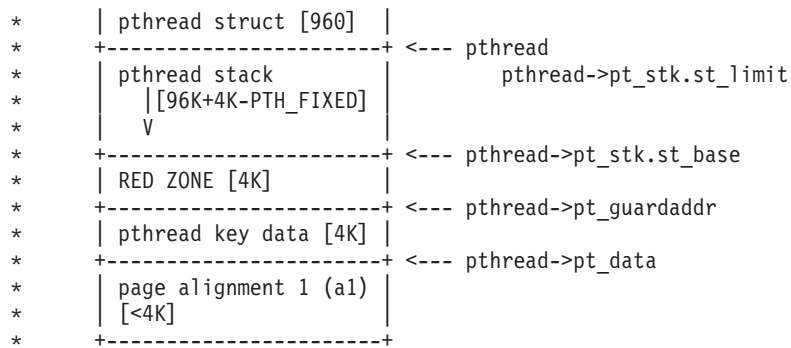 *      | pthread struct [960]  |
*      +-----------------------+ <--- pthread
*      | pthread stack         |        pthread->pt_stk.st_limit
*      |   |[96K+4K-PTH_FIXED] |
*      |   V                   |
*      +-----------------------+ <--- pthread->pt_stk.st_base
*      | RED ZONE [4K]         |
*      +-----------------------+ <--- pthread->pt_guardaddr
*      | pthread key data [4K] |
*      +-----------------------+ <--- pthread->pt_data
*      | page alignment 1 (a1) |
*      | [<4K]                 |
*      +-----------------------+